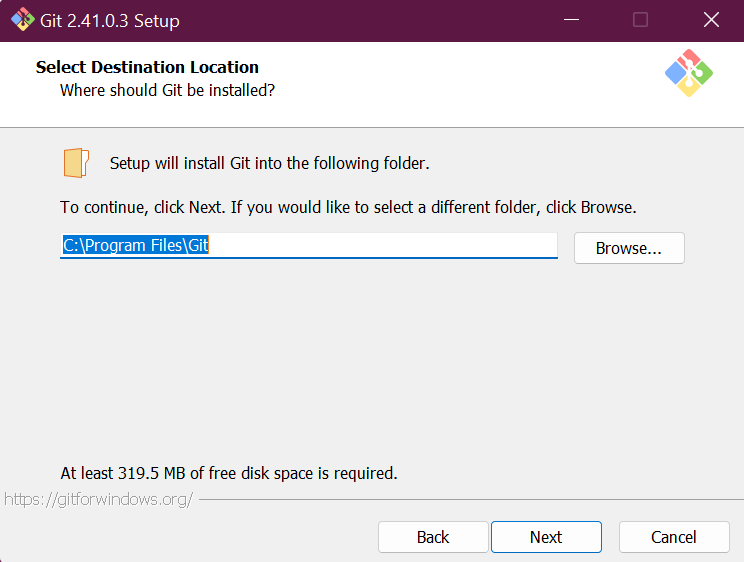 Git 2.41.0.3 Setup
Select Destination Location
Where should Git be installed?
Setup will install Git into the following folder.
To continue, click Next. If you would like to select a different folder, click Browse.
C:\Program Files\Git
Browse...
At least 319.5 MB of free disk space is required.
https://gitforwindows.org/
Back
Next
Cancel